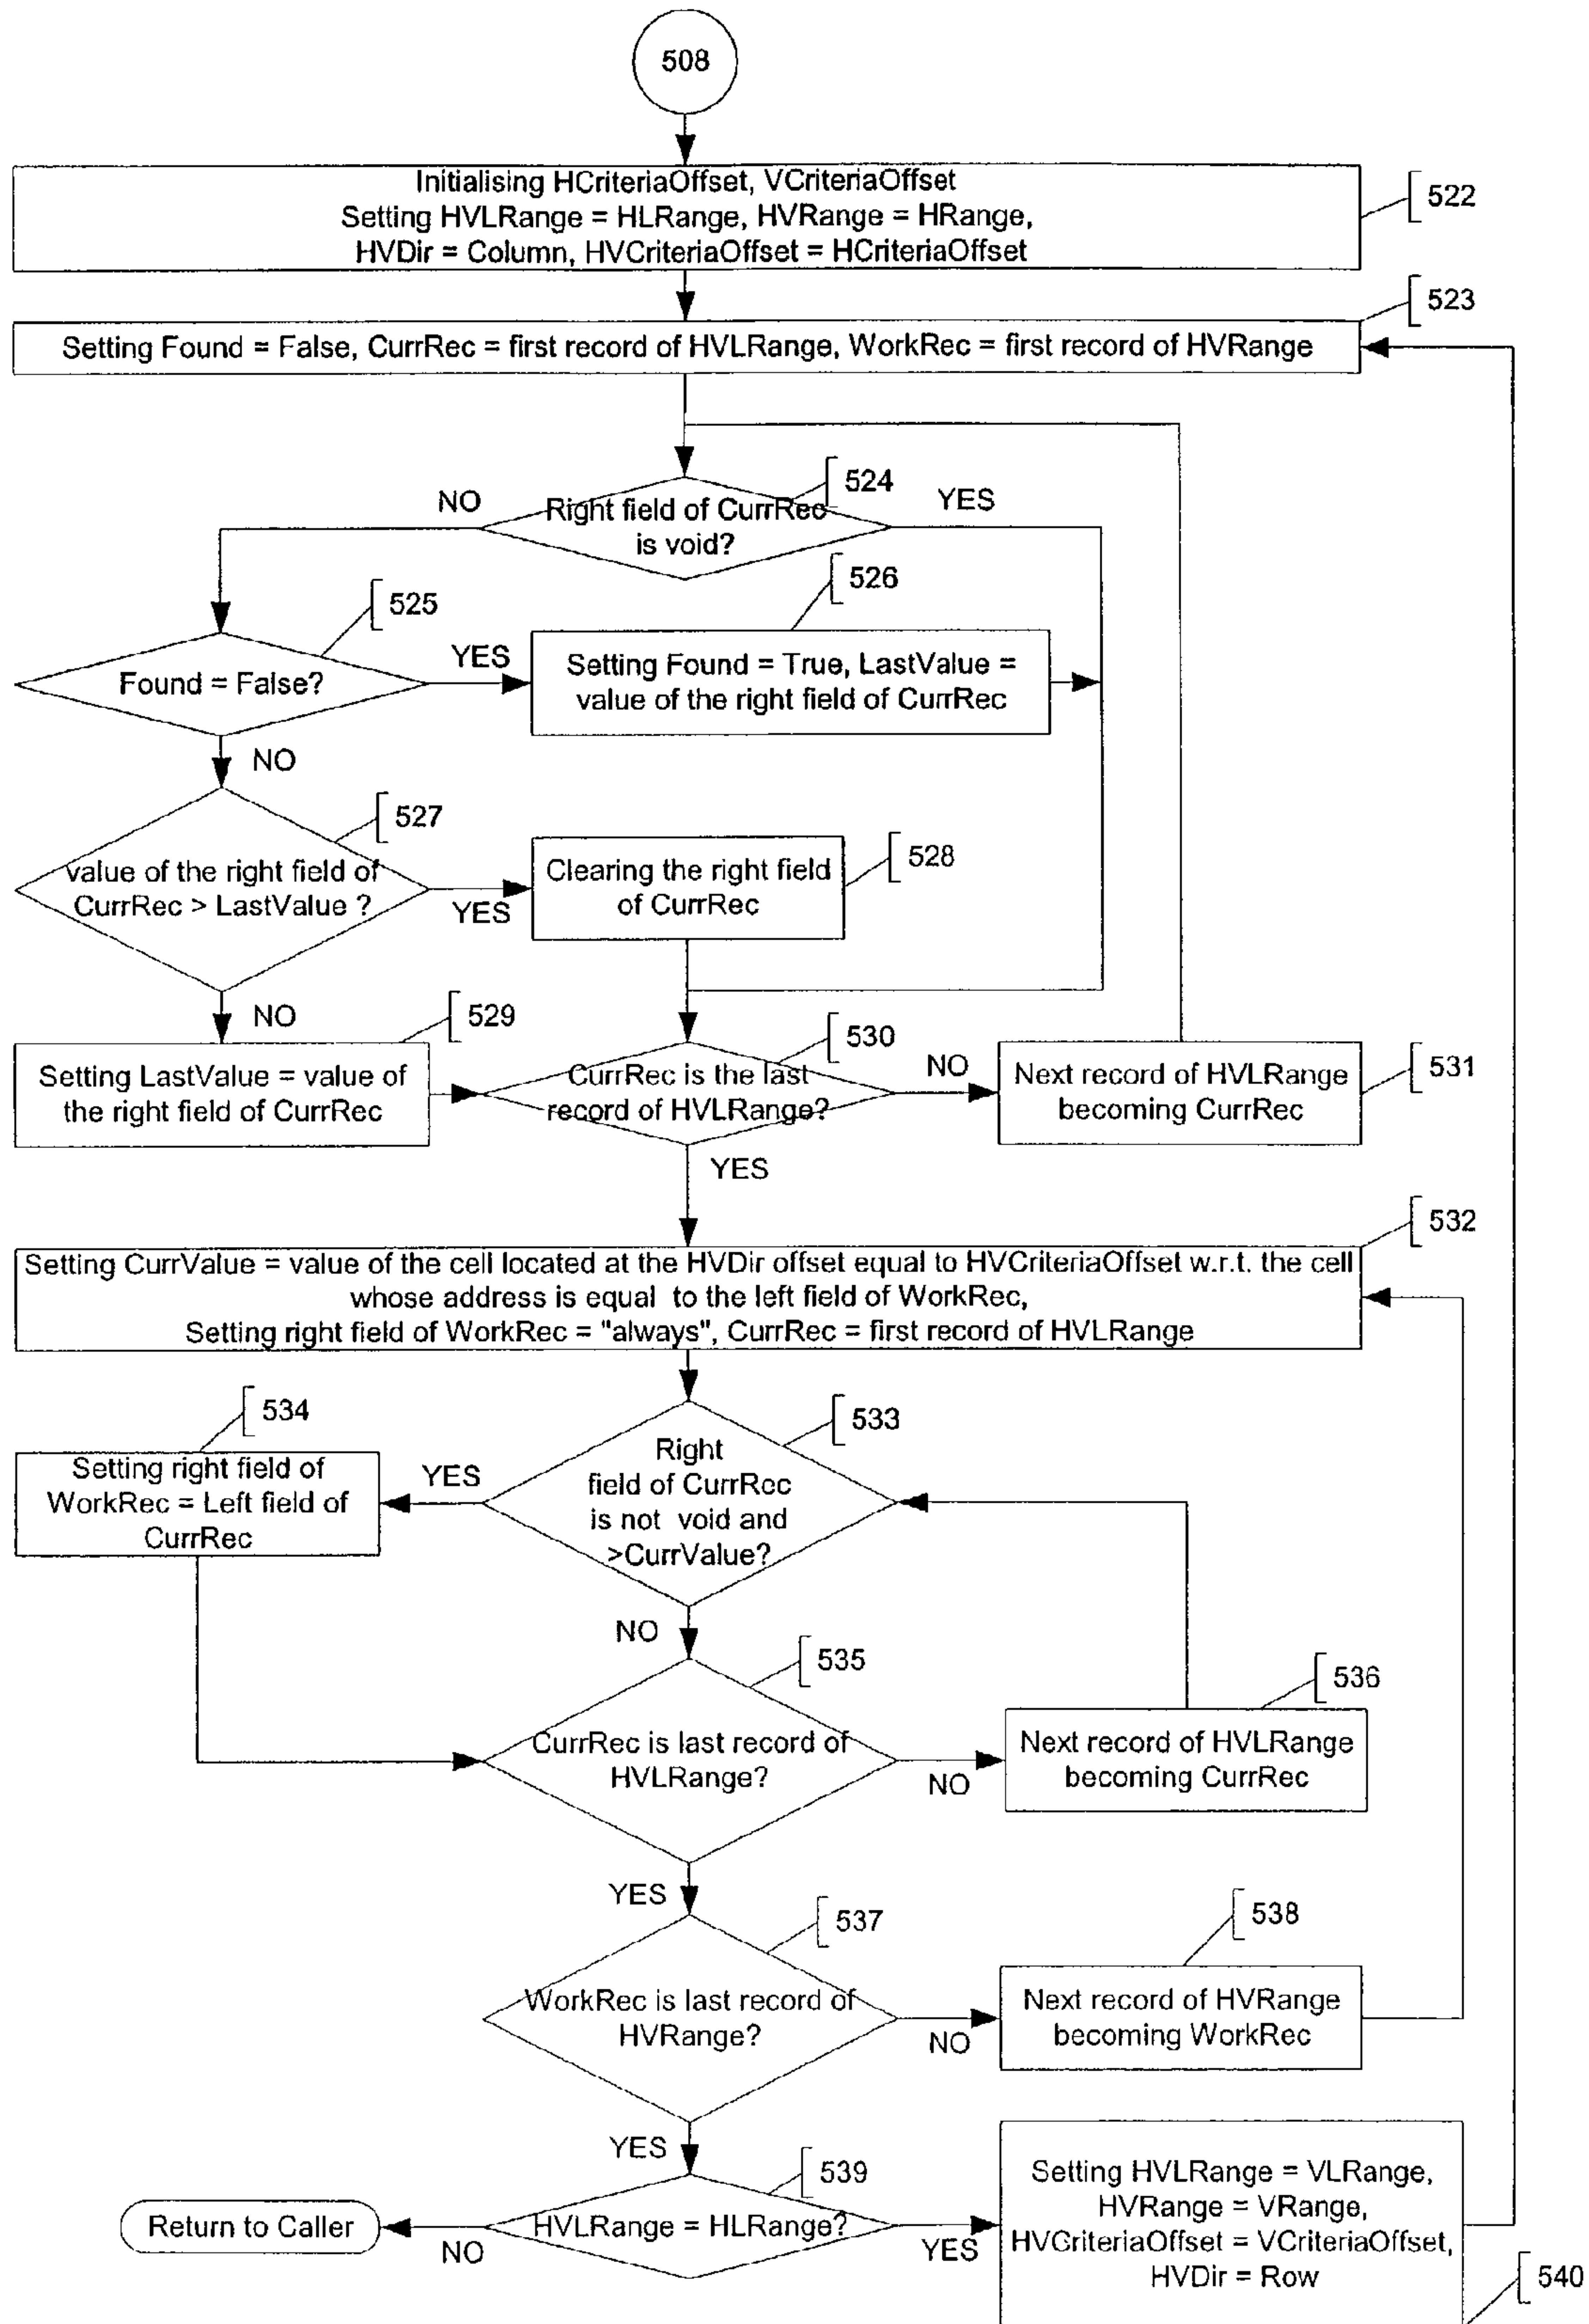 508
Initialising HCriteriaOffset, VCriteriaOffset
Setting HVLRange = HLRange, HVRange = HRange,
HVDir = Column, HVCriteriaOffset = HCriteriaOffset
522
523
Setting Found = False, CurrRec = first record of HVLRange, WorkRec = first record of HVRange
524
NO
YES
Right field of CurrRec
is void?
526
525
YES
Found = False?
Setting Found = True, LastValue =
value of the right field of CurrRec
NO
527
528
value of the right field of
CurrRec > LastValue ?
YES
Clearing the right field
of CurrRec
NO
529
530
Setting LastValue = value of
the right field of CurrRec
CurrRec is the last
record of HVLRange?
NO
Next record of HVLRange
becoming CurrRec
531
YES
532
Setting CurrValue = value of the cell located at the HVDir offset equal to HVCriteriaOffset w.r.t. the cell
whose address is equal to the left field of WorkRec,
Setting right field of WorkRec = "always", CurrRec = first record of HVLRange
534
533
Setting right field of
WorkRec = Left field of
CurrRec
YES
Right
field of CurrRec
is not void and
>CurrValue?
NO
535
536
CurrRec is last record of
HVLRange?
NO
Next record of HVLRange
becoming CurrRec
YES
537
538
WorkRec is last record of
HVRange?
NO
Next record of HVRange
becoming WorkRec
YES
539
Return to Caller
NO
HVLRange = HLRange?
YES
Setting HVLRange = VLRange,
HVRange = VRange,
HVCriteriaOffset = VCriteriaOffset,
HVDir = Row
540